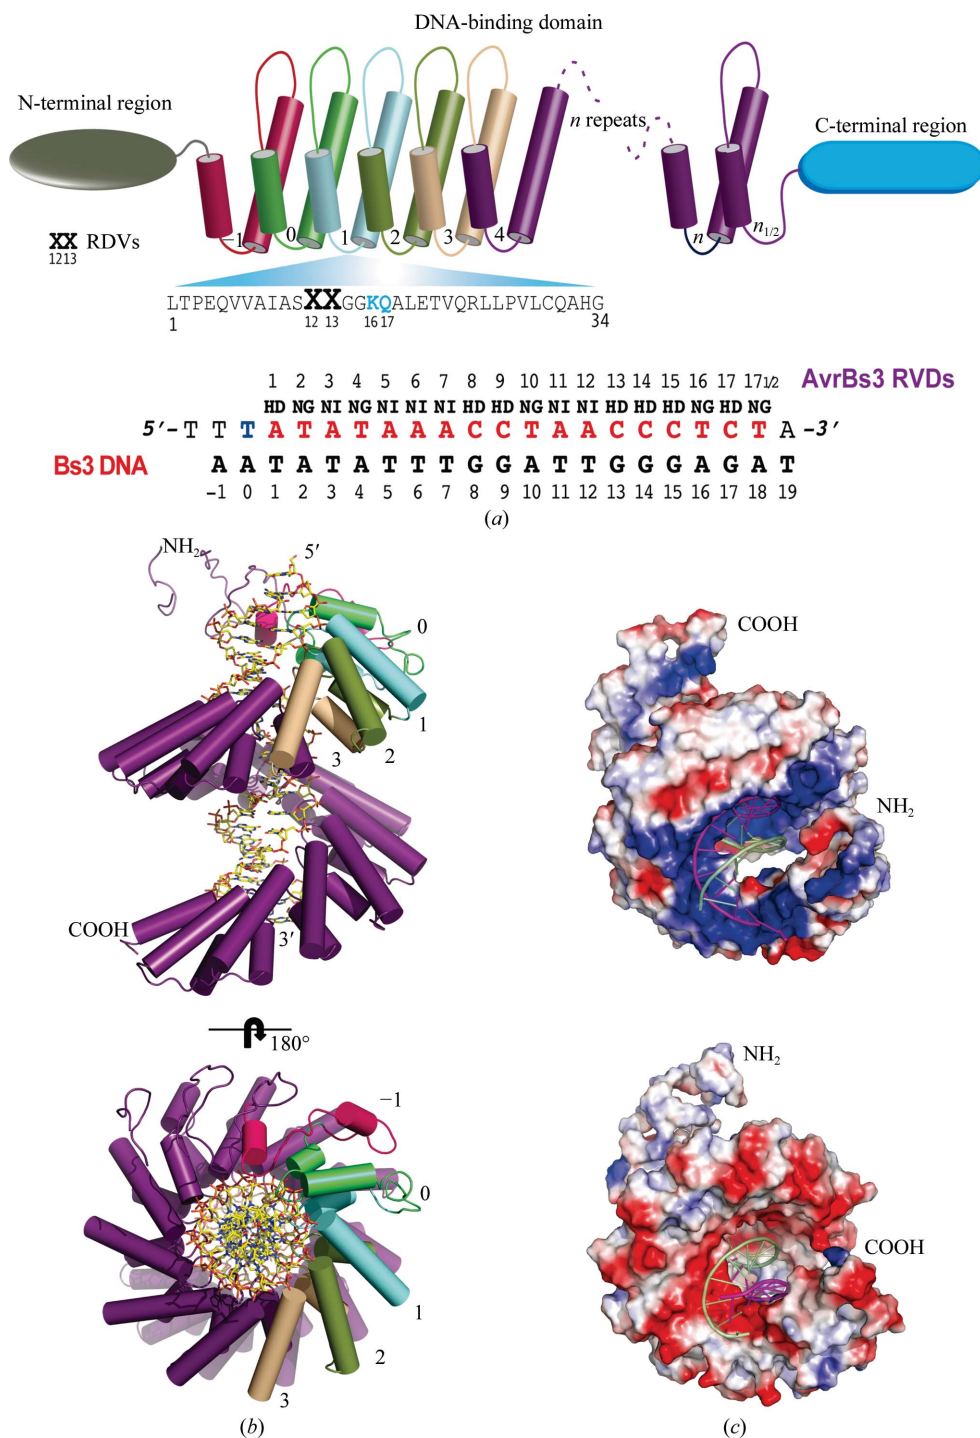 DNA-binding domain
N-terminal region
n repeats
C-terminal region
XX RDVs
1213
−1 0 1 2 3 4 n n1/2
LTPEQVVAIASXXGGKQALETVQRLLPVLCQAHG
1 12 13 16 17 34
1 2 3 4 5 6 7 8 9 10 11 12 13 14 15 16 17 17 1/2 AvrBs3 RVDs
HD NG NI NG NI NI NI HD HD NG NI NI HD HD HD NG HD NG
5′– T T T A T A T A A A C C T A A C C C T C T A –3′
Bs3 DNA A A T A T A T T T G G A T T G G G A G A T
−1 0 1 2 3 4 5 6 7 8 9 10 11 12 13 14 15 16 17 18 19
(a)
NH2
5′
0
1
2
3
COOH
3′
180°
−1
0
1
2
3
(b)
COOH
NH2
NH2
COOH
(c)